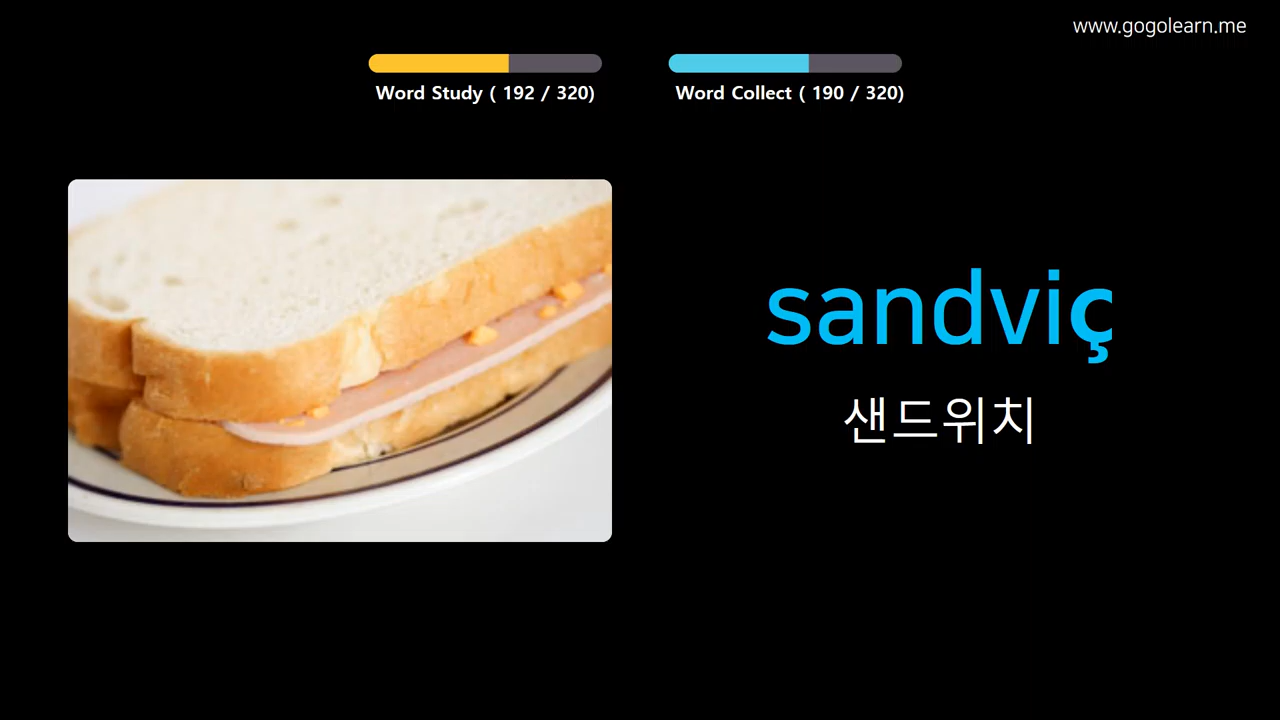 www.gogolearn.me
Word Study ( 192 / 320)
Word Collect ( 190 / 320)
sandviç
샌드위치